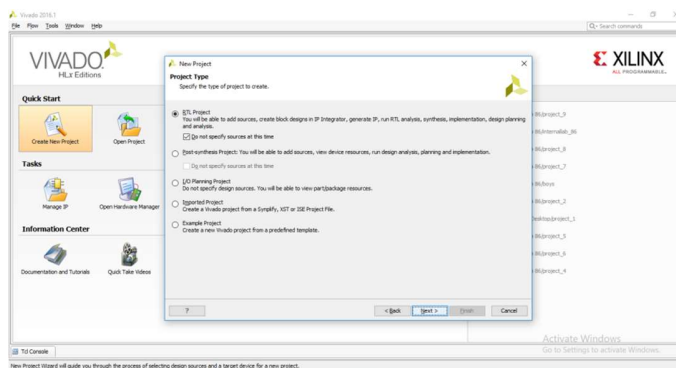 Vivado 2016.1
File Flow Tools Window Help
Search commands
VIVADO
HLx Editions
XILINX
ALL PROGRAMMABLE.
Quick Start
Create New Project
Open Project
Tasks
Manage IP
Open Hardware Manager
Information Center
Documentation and Tutorials
Quick Take Videos
New Project
Project Type
Specify the type of project to create.
RTL Project
You will be able to add sources, create block designs in IP Integrator, generate IP, run RTL analysis, synthesis, implementation, design planning
and analysis.
Do not specify sources at this time
Post-synthesis Project: You will be able to add sources, view device resources, run design analysis, planning and implementation.
Do not specify sources at this time
I/O Planning Project
Do not specify design sources. You will be able to view part/package resources.
Imported Project
Create a Vivado project from a Synplify, XST or ISE Project File.
Example Project
Create a new Vivado project from a predefined template.
?
< Back
Next >
Finish
Cancel
86/project_9
86/project_8
86/project_7
86/project_2
project_1
86/project_5
86/project_6
86/project_4
Activate Windows
Go to Settings to activate Windows.
Tcl Console
New Project Wizard will guide you through the process of selecting design sources and a target device for a new project.